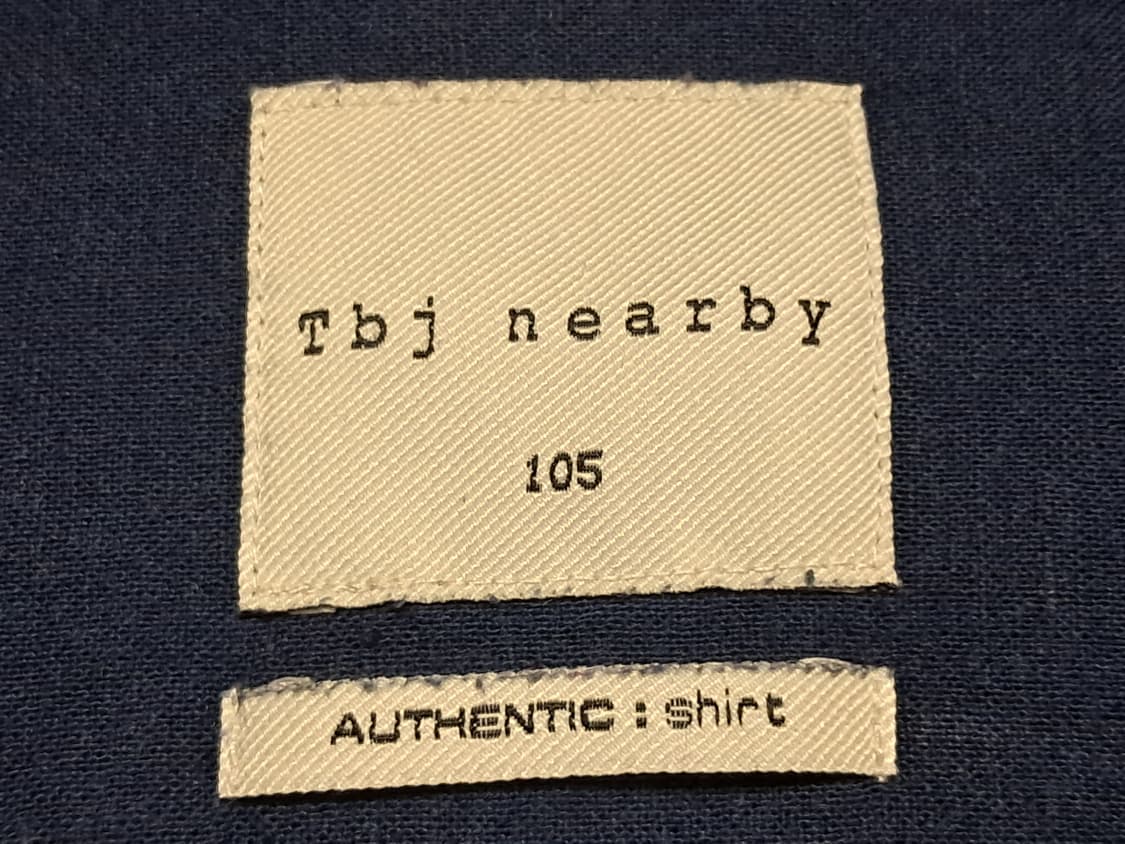 Tbj nearby
105
AUTHENTIC : shirt